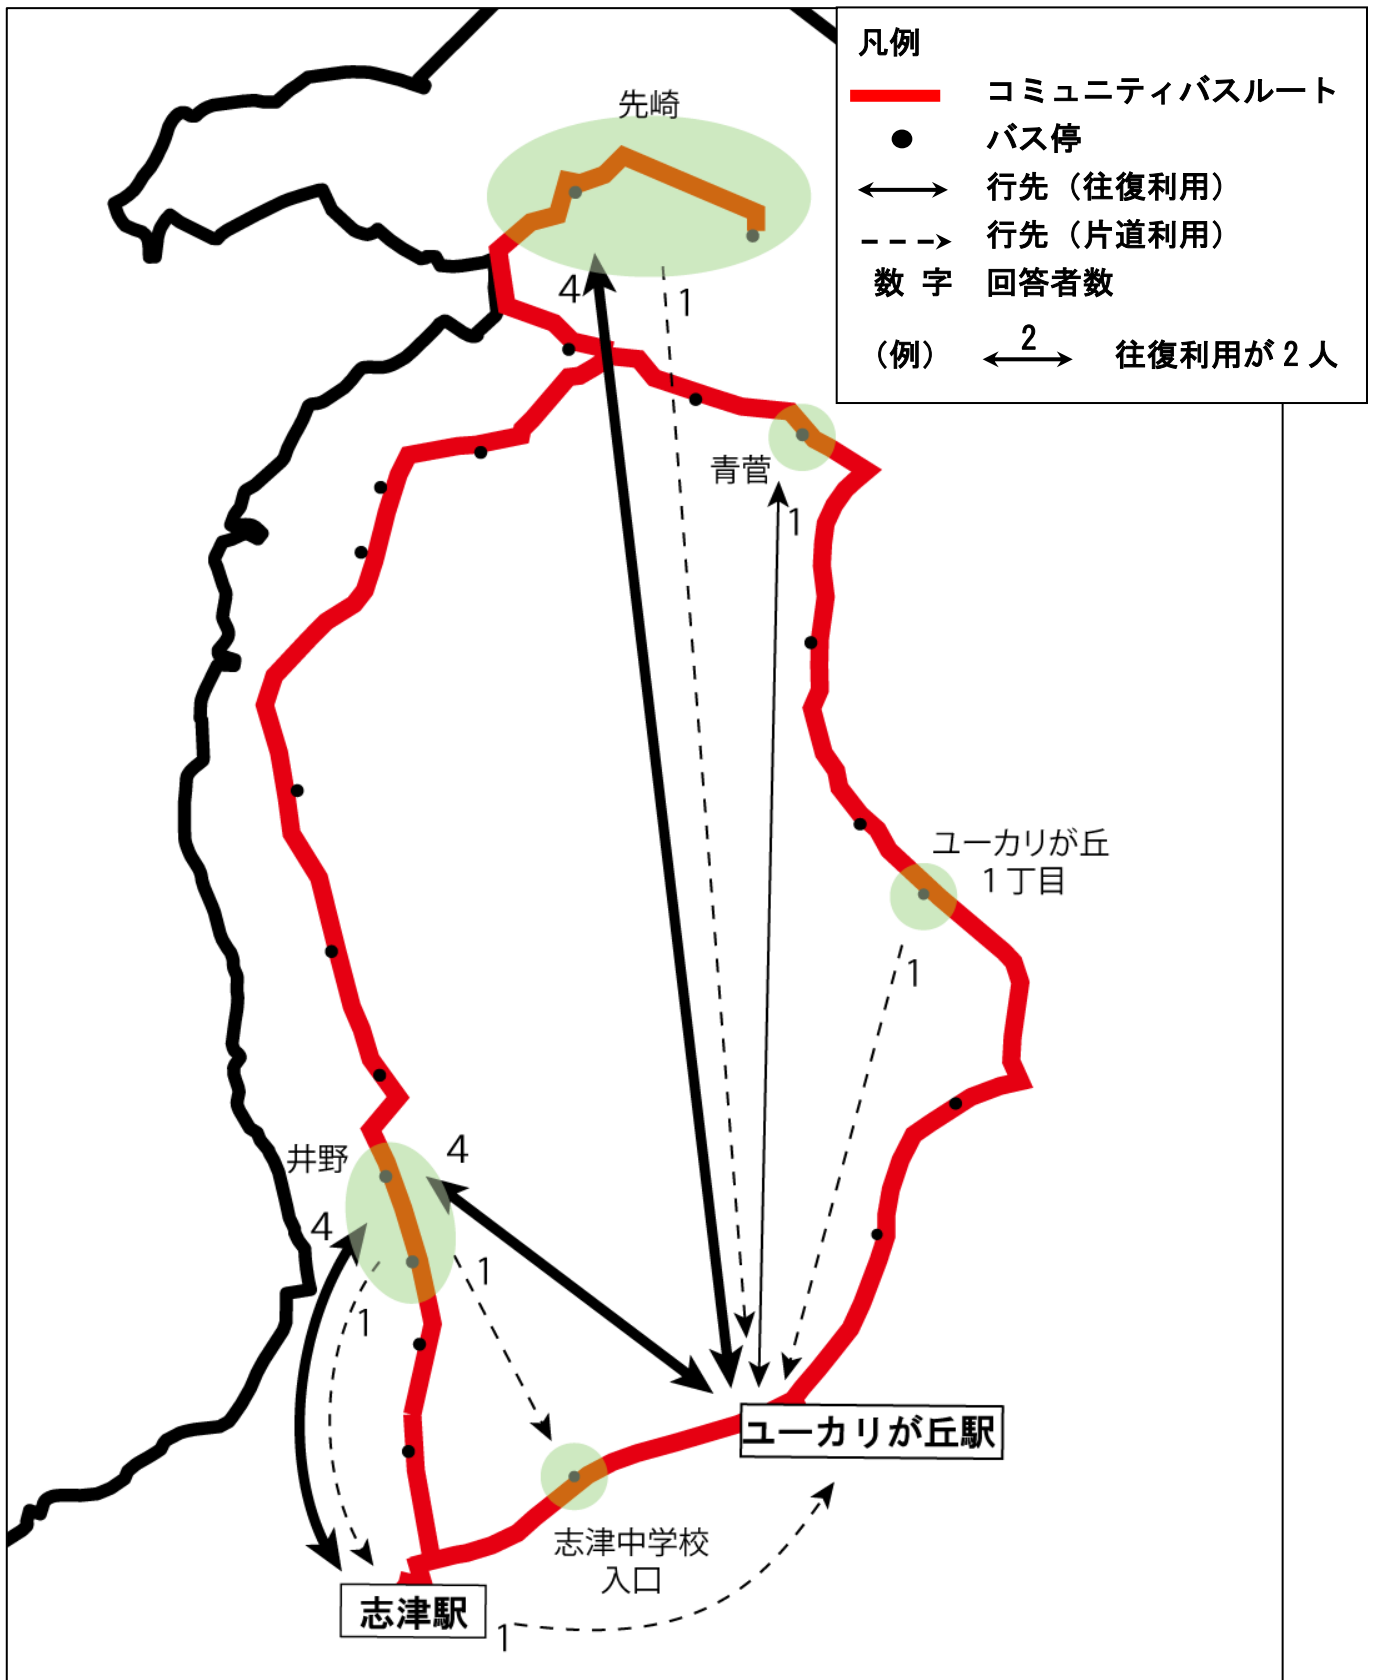 凡例
コミュニティバスルート
バス停
行先（往復利用）
行先（片道利用）
数 字 回答者数
（例） 2 往復利用が 2 人
先崎
4
1
青菅
1
ユーカリが丘
1 丁目
1
井野
4
4
1
1
ユーカリが丘駅
志津中学校
入口
志津駅
1